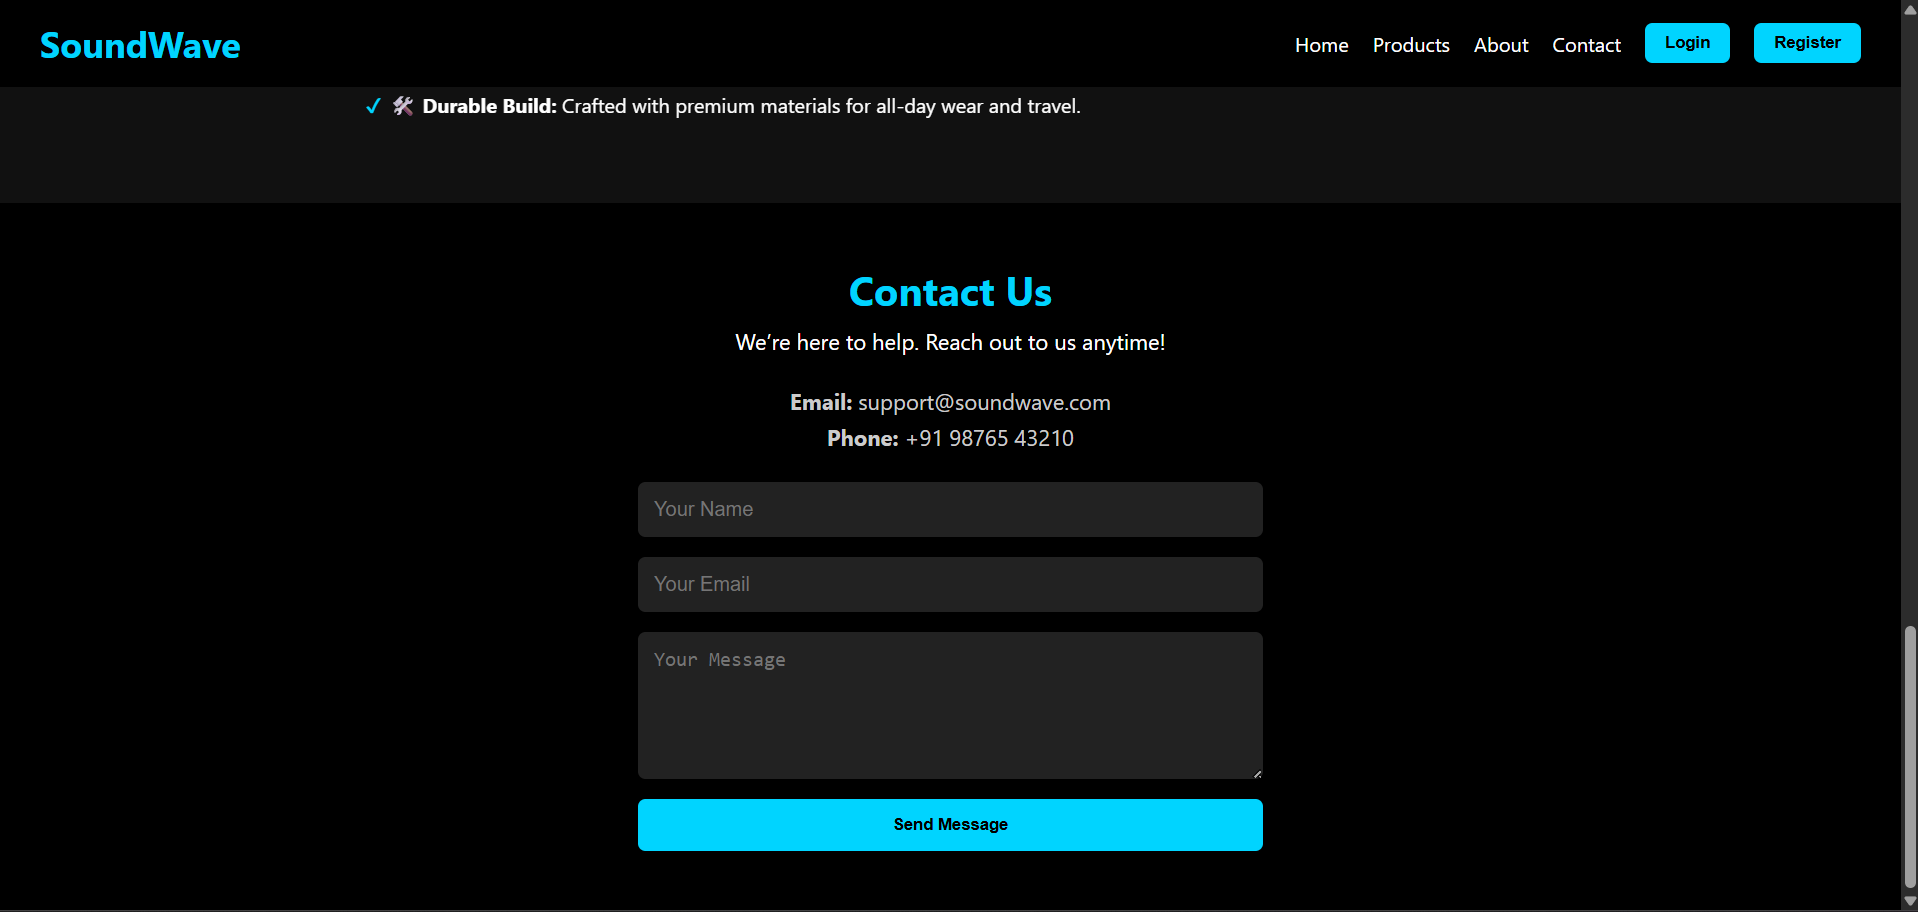 SoundWave
Home Products About Contact Login Register
✓ 🛠 Durable Build: Crafted with premium materials for all-day wear and travel.
Contact Us
We’re here to help. Reach out to us anytime!
Email: support@soundwave.com
Phone: +91 98765 43210
Your Name
Your Email
Your Message
Send Message